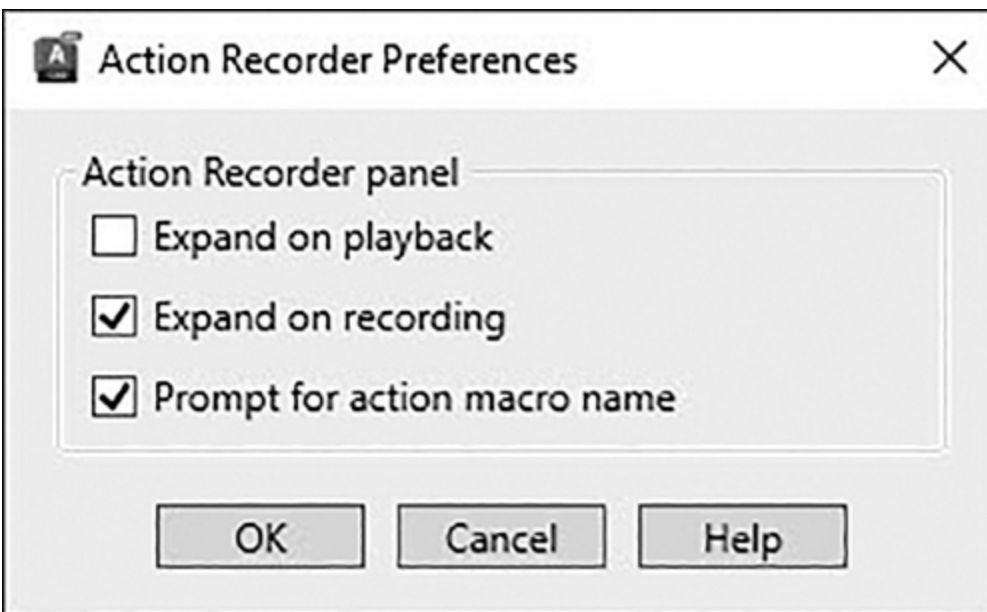 Action Recorder Preferences
Action Recorder panel
Expand on playback
Expand on recording
Prompt for action macro name
OK Cancel Help